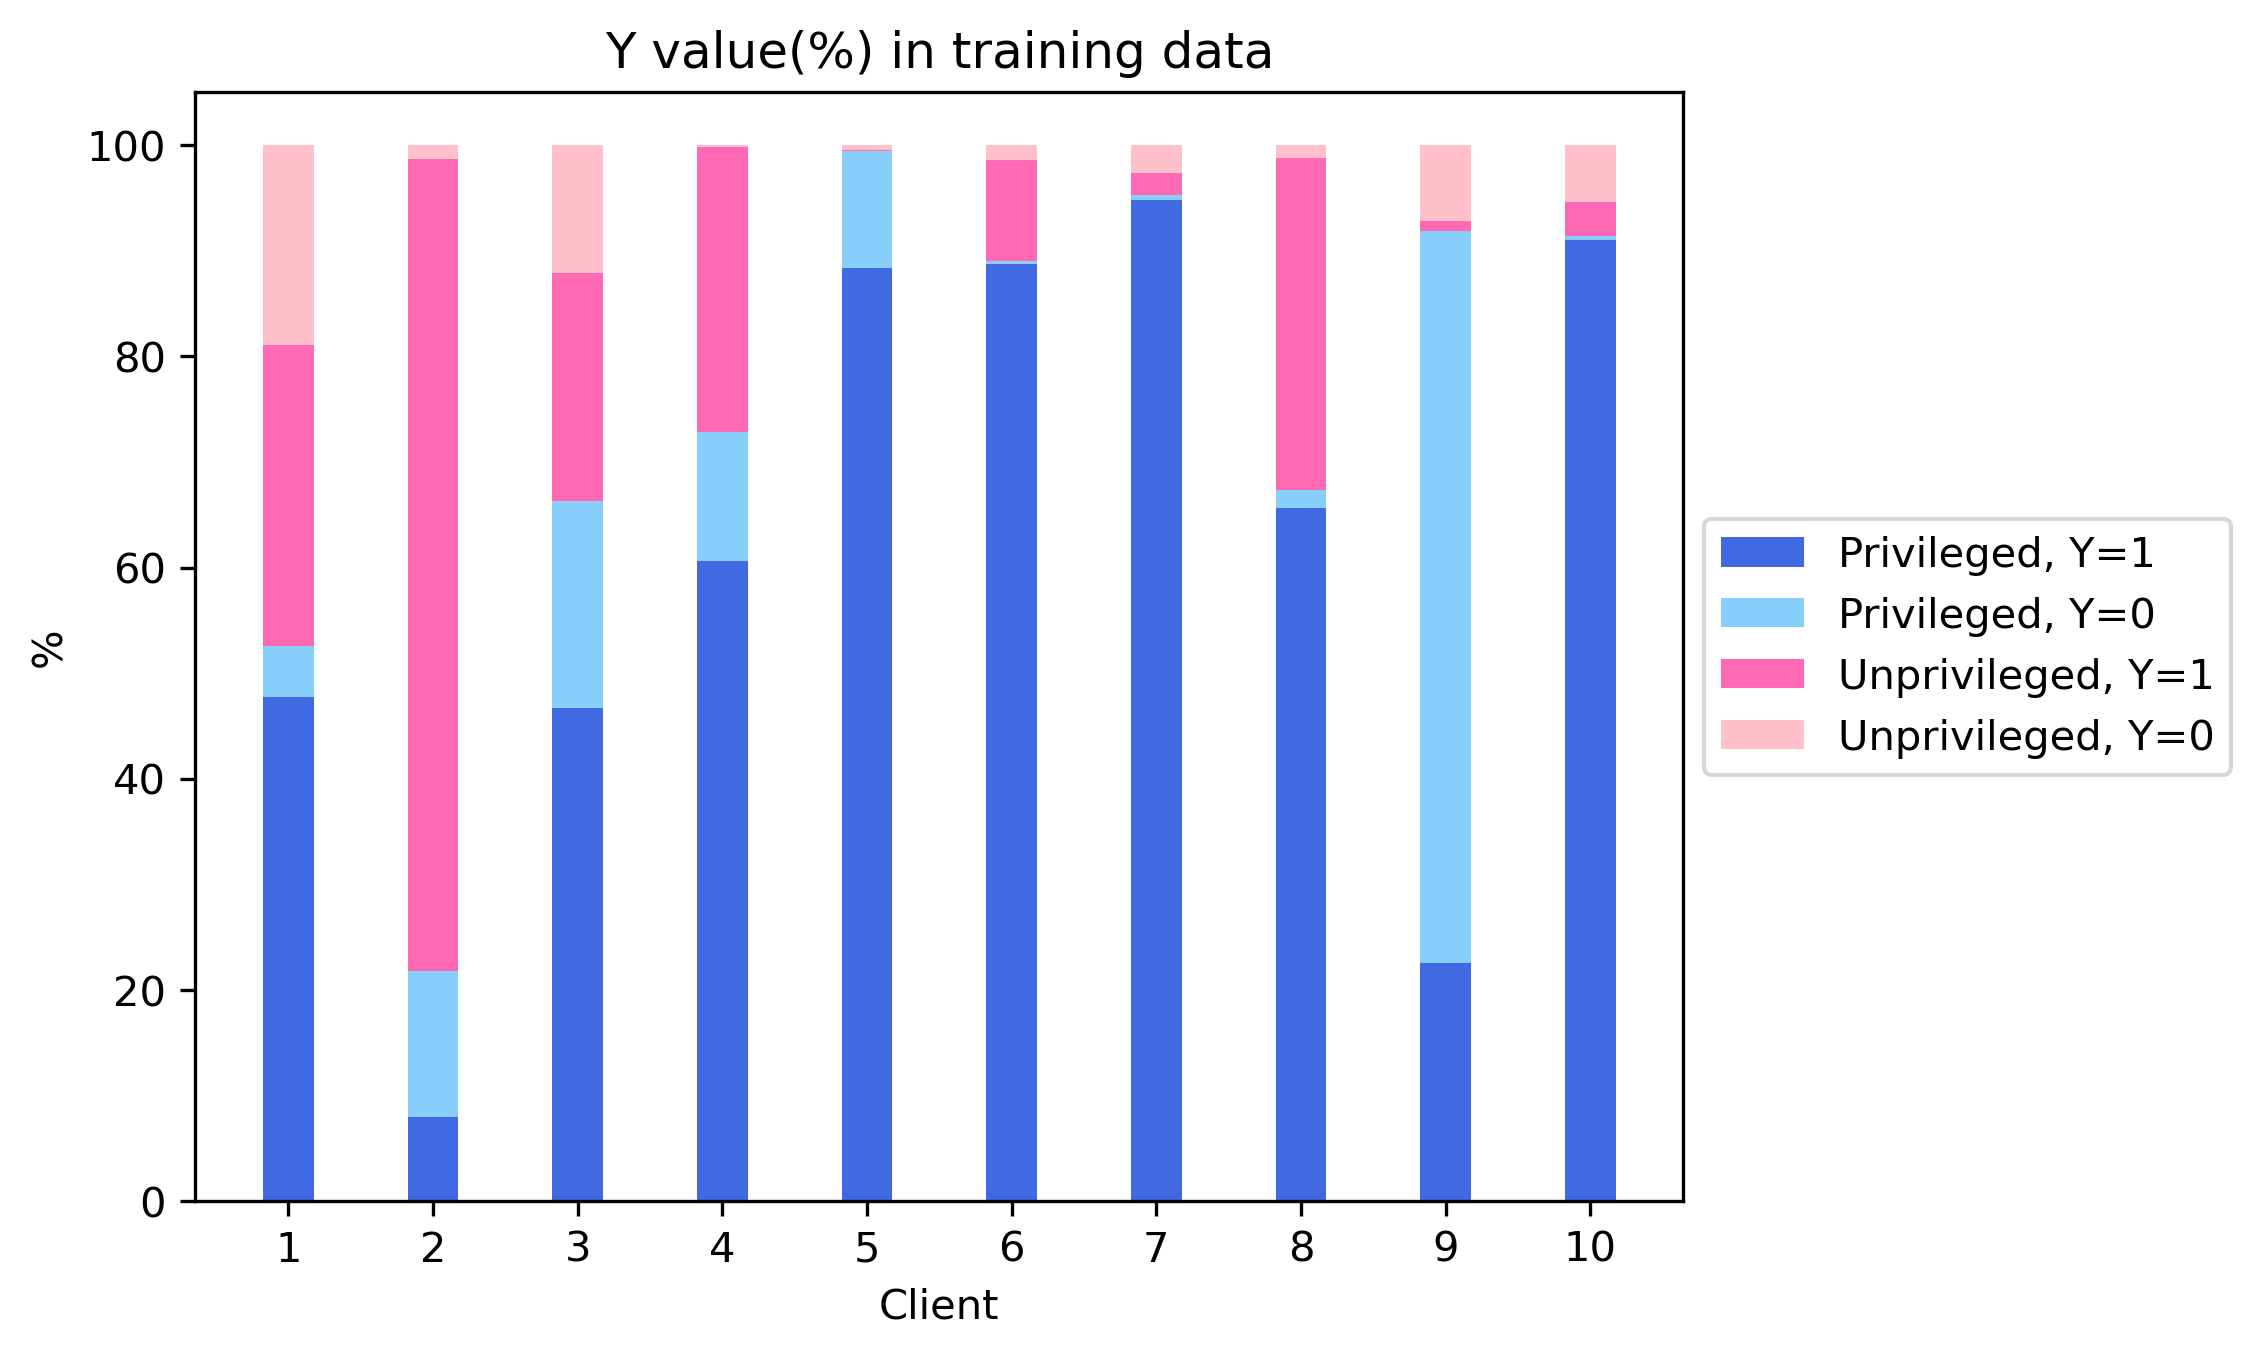 Y value(%) in training data
100
80
60
40
20
0
%
1 2 3 4 5 6 7 8 9 10
Client
Privileged, Y=1
Privileged, Y=0
Unprivileged, Y=1
Unprivileged, Y=0